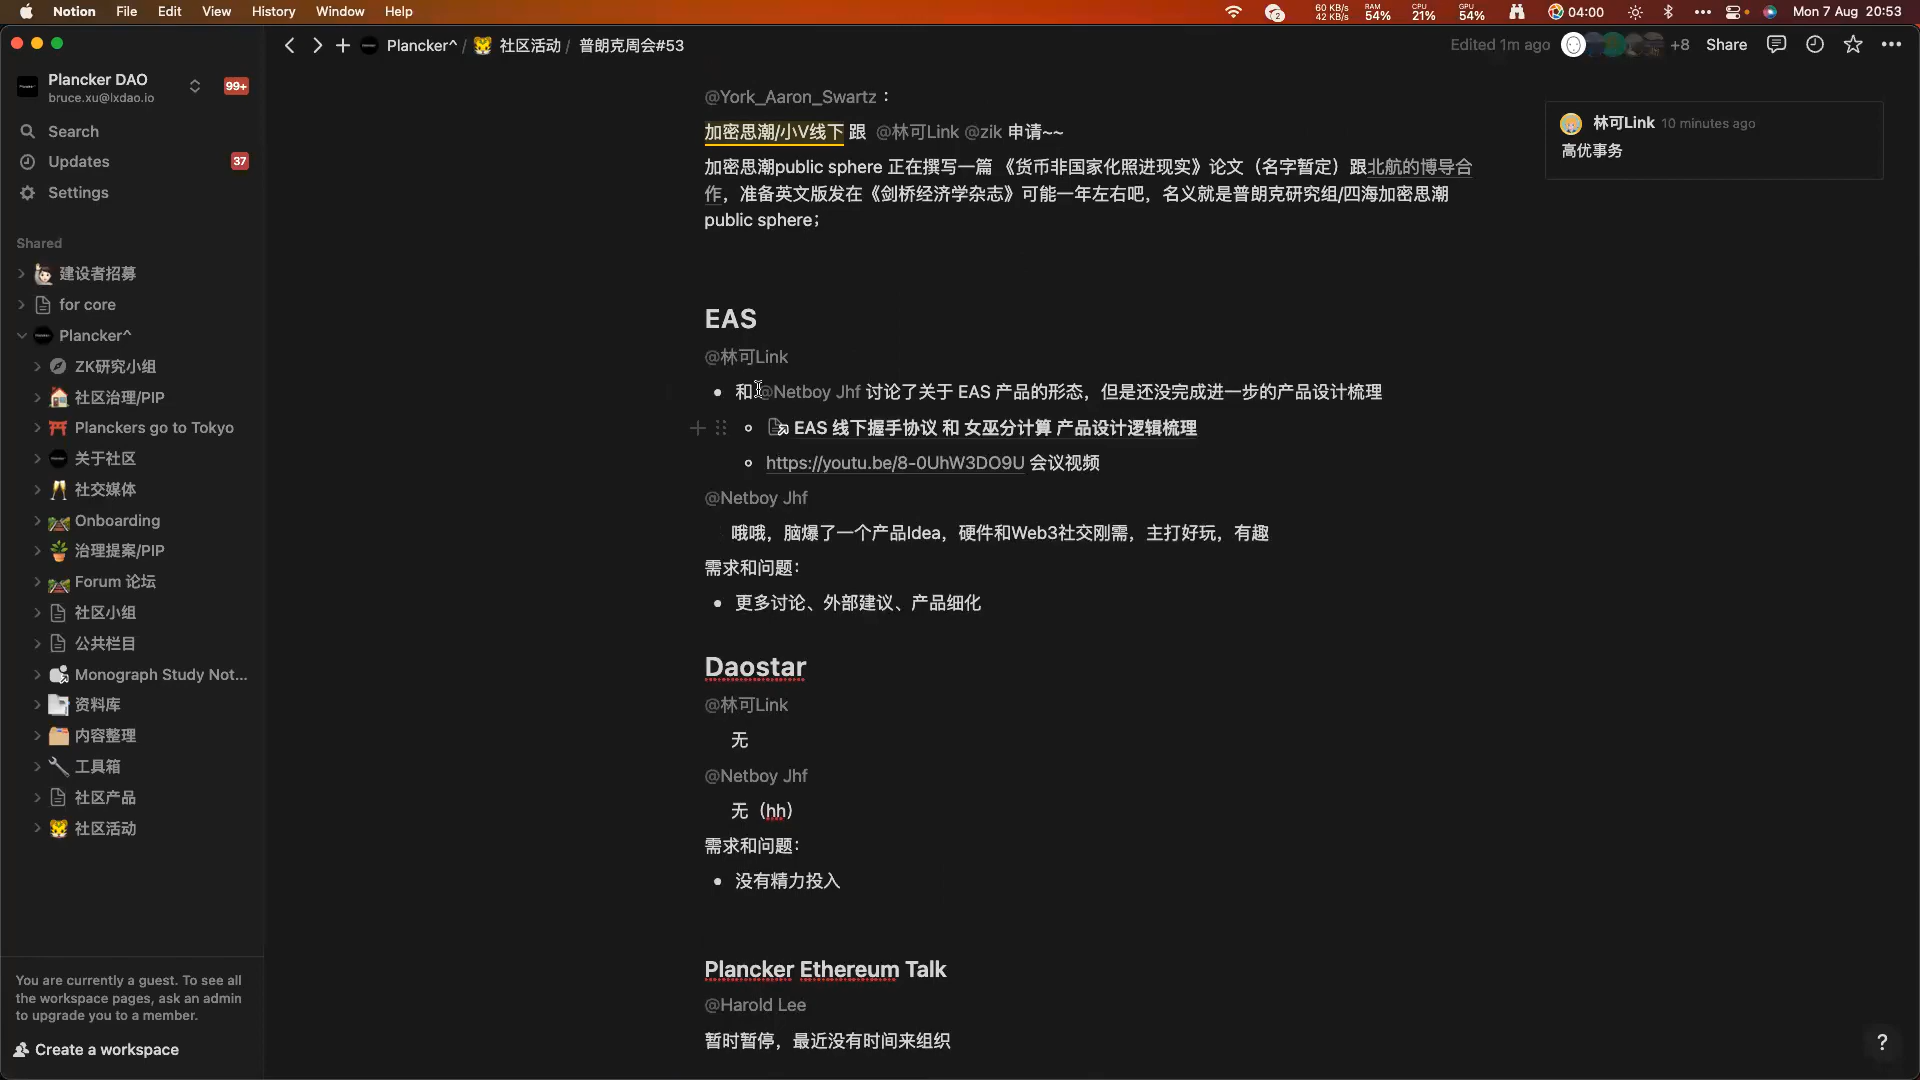 Notion File Edit View History Window Help
2 60 KB/s 42 KB/s RAM 54% CPU 21% GPU 54% 04:00 Mon 7 Aug 20:53
Plancker^ / 社区活动 / 普朗克周会#53
Edited 1m ago +8 Share
Plancker DAO
bruce.xu@lxdao.io
99+
Search
Updates 37
Settings
Shared
建设者招募
for core
Plancker^
ZK研究小组
社区治理/PIP
Planckers go to Tokyo
关于社区
社交媒体
Onboarding
治理提案/PIP
Forum 论坛
社区小组
公共栏目
Monograph Study Not...
资料库
内容整理
工具箱
社区产品
社区活动
You are currently a guest. To see all
the workspace pages, ask an admin
to upgrade you to a member.
Create a workspace
@York_Aaron_Swartz：
加密思潮/小V线下 跟 @林可Link @zik 申请~~
加密思潮public sphere 正在撰写一篇 《货币非国家化照进现实》论文（名字暂定）跟北航的博导合
作，准备英文版发在《剑桥经济学杂志》可能一年左右吧，名义就是普朗克研究组/四海加密思潮
public sphere；
EAS
@林可Link
• 和 @Netboy Jhf 讨论了关于 EAS 产品的形态，但是还没完成进一步的产品设计梳理
EAS 线下握手协议 和 女巫分计算 产品设计逻辑梳理
https://youtu.be/8-0UhW3DO9U 会议视频
@Netboy Jhf
哦哦，脑爆了一个产品Idea，硬件和Web3社交刚需，主打好玩，有趣
需求和问题：
• 更多讨论、外部建议、产品细化
Daostar
@林可Link
无
@Netboy Jhf
无（hh）
需求和问题：
• 没有精力投入
Plancker Ethereum Talk
@Harold Lee
暂时暂停，最近没有时间来组织
林可Link 10 minutes ago
高优事务
?